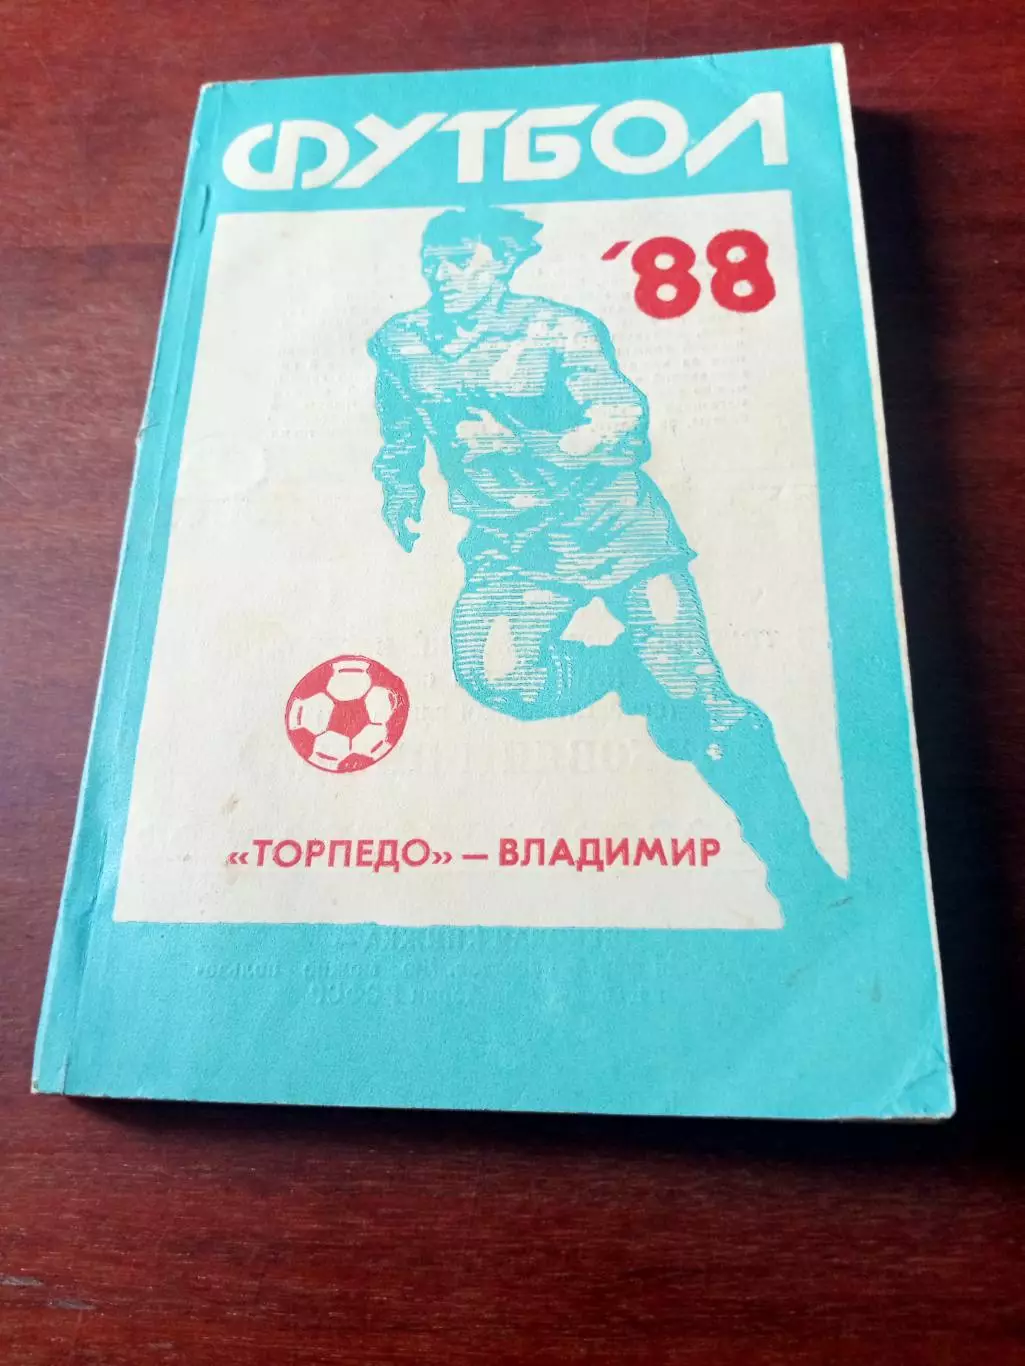 ФУТБОЛ
'88
«ТОРПЕДО» — ВЛАДИМИР